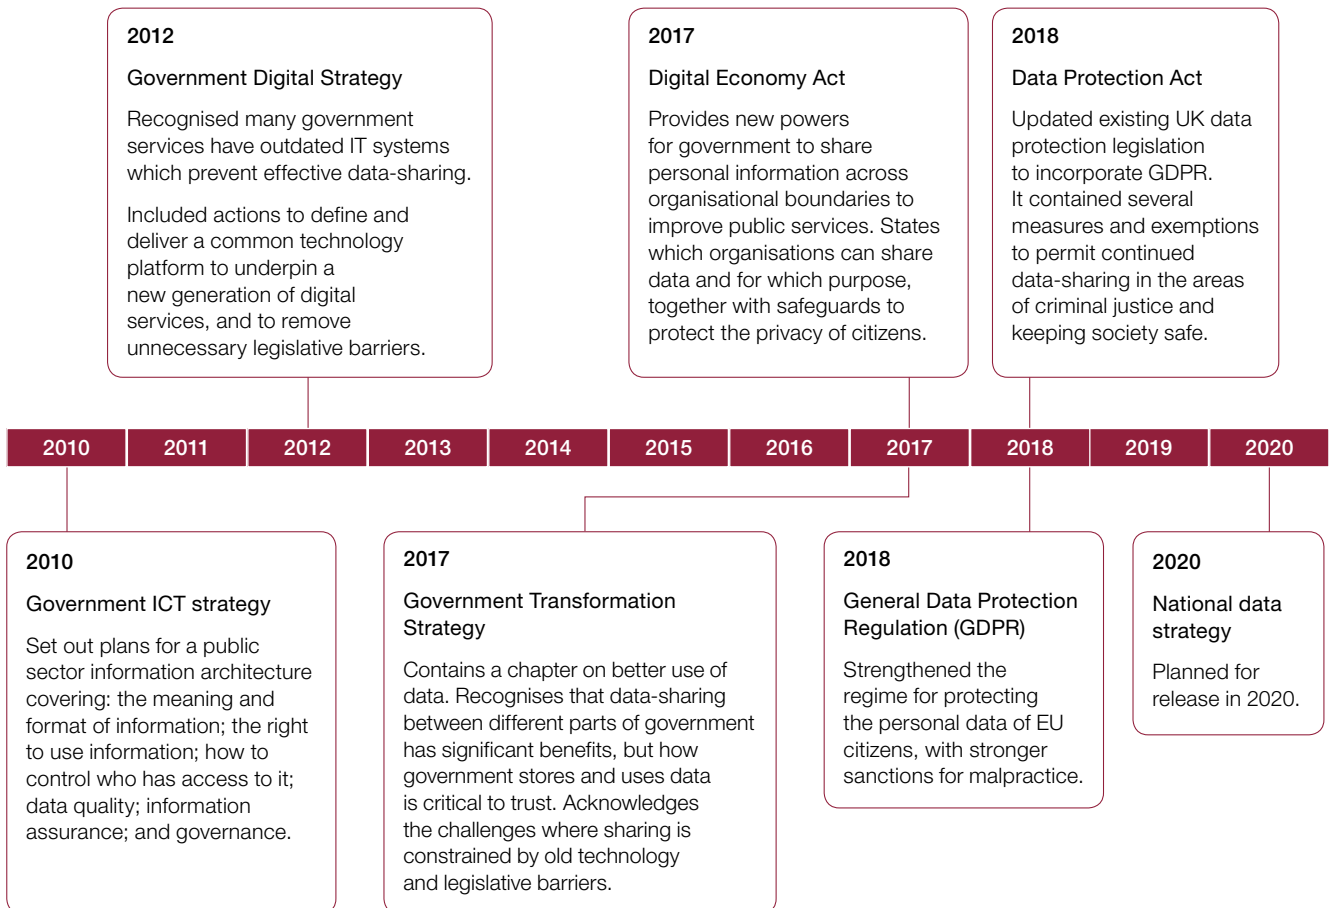 2012
Government Digital Strategy
Recognised many government
services have outdated IT systems
which prevent effective data-sharing.
Included actions to define and
deliver a common technology
platform to underpin a
new generation of digital
services, and to remove
unnecessary legislative barriers.
2017
Digital Economy Act
Provides new powers
for government to share
personal information across
organisational boundaries to
improve public services. States
which organisations can share
data and for which purpose,
together with safeguards to
protect the privacy of citizens.
2018
Data Protection Act
Updated existing UK data
protection legislation
to incorporate GDPR.
It contained several
measures and exemptions
to permit continued
data-sharing in the areas
of criminal justice and
keeping society safe.
2010 2011 2012 2013 2014 2015 2016 2017 2018 2019 2020
2010
Government ICT strategy
Set out plans for a public
sector information architecture
covering: the meaning and
format of information; the right
to use information; how to
control who has access to it;
data quality; information
assurance; and governance.
2017
Government Transformation
Strategy
Contains a chapter on better use of
data. Recognises that data-sharing
between different parts of government
has significant benefits, but how
government stores and uses data
is critical to trust. Acknowledges
the challenges where sharing is
constrained by old technology
and legislative barriers.
2018
General Data Protection
Regulation (GDPR)
Strengthened the
regime for protecting
the personal data of EU
citizens, with stronger
sanctions for malpractice.
2020
National data
strategy
Planned for
release in 2020.